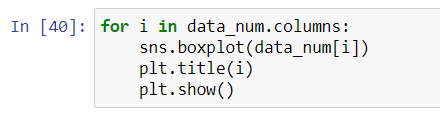 In [40]: for i in data_num.columns:
    sns.boxplot(data_num[i])
    plt.title(i)
    plt.show()